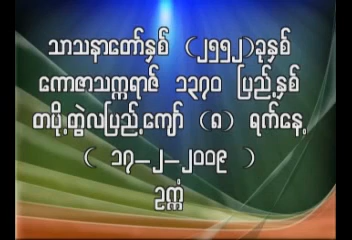 သာသနာတော်နှစ် (၂၅၅၂)ခုနှစ်
ကောဇာသက္ကရာဇ် ၁၃၇၀ ပြည့်နှစ်
တပို့တွဲလပြည့်ကျော် (၈) ရက်နေ့
( ၁၇–၂–၂၀၀၉ )
ဥက္ကံ